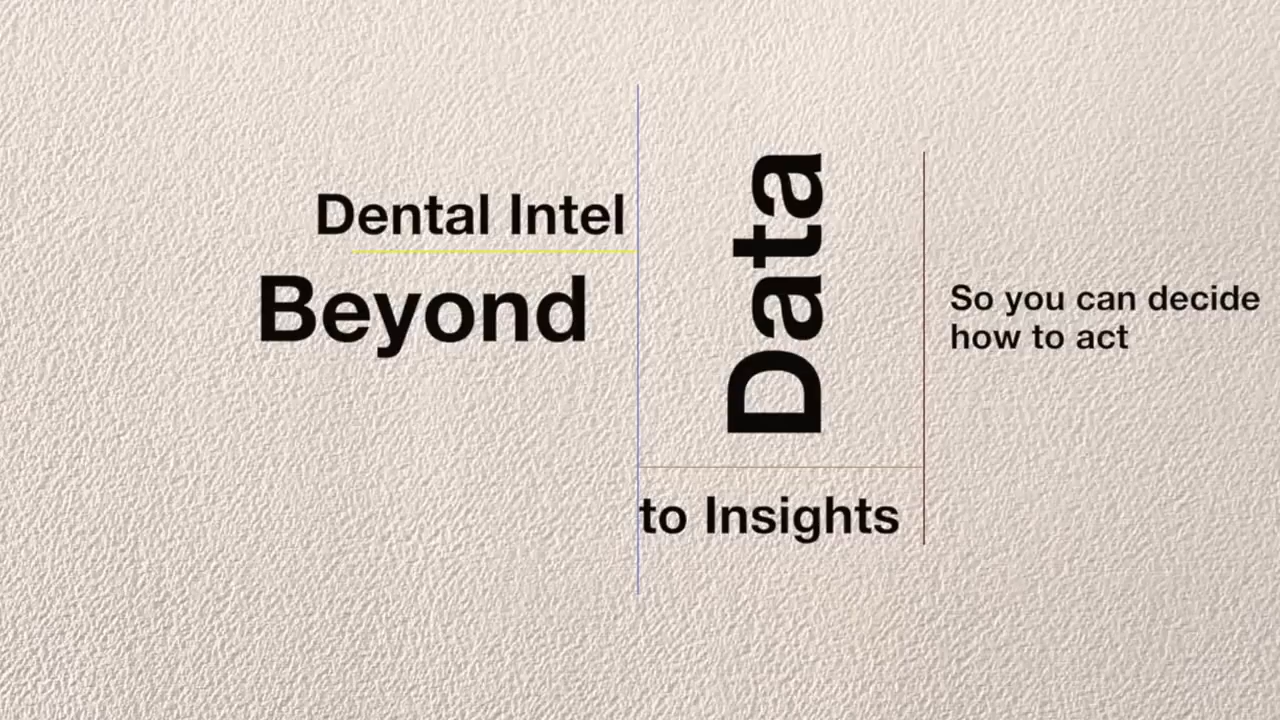 Dental Intel
Beyond
Data
to Insights
So you can decide
how to act